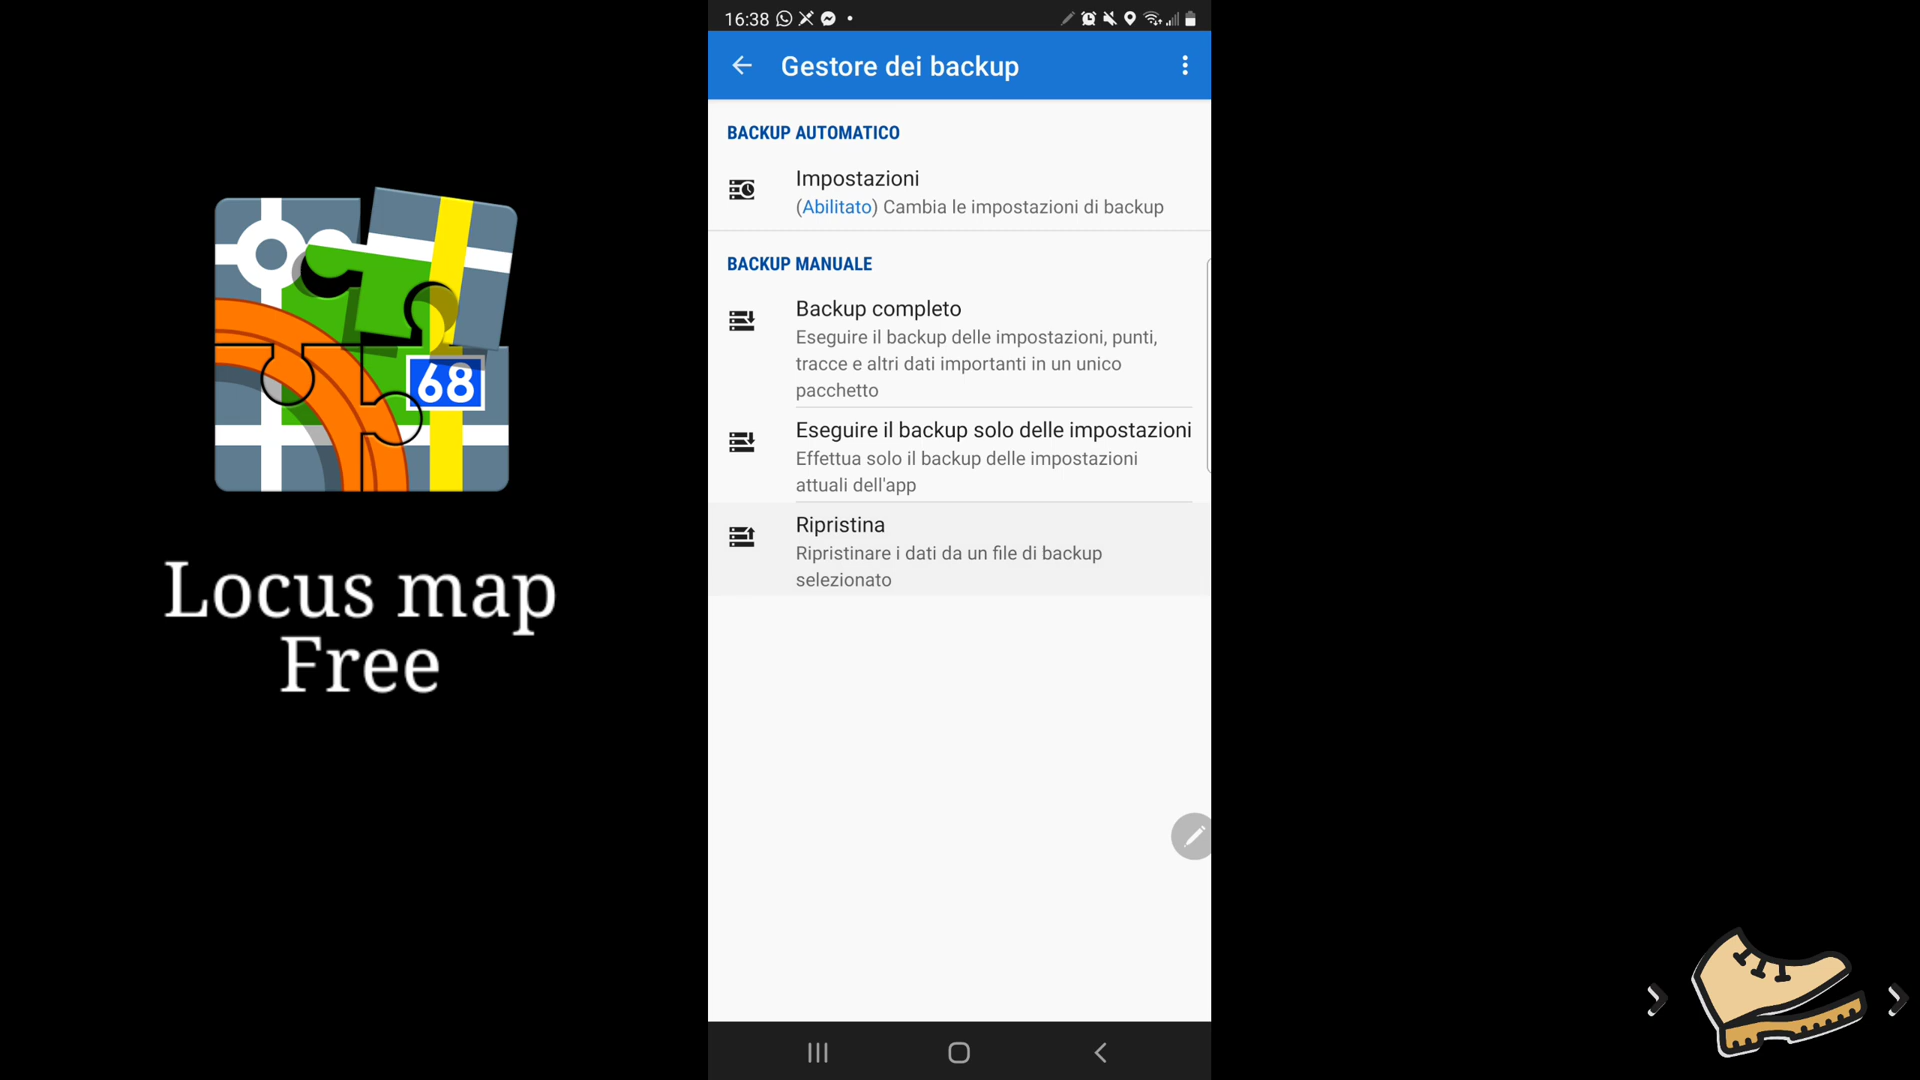 16:38
Gestore dei backup
BACKUP AUTOMATICO
Impostazioni
(Abilitato) Cambia le impostazioni di backup
BACKUP MANUALE
Backup completo
Eseguire il backup delle impostazioni, punti,
tracce e altri dati importanti in un unico
pacchetto
Eseguire il backup solo delle impostazioni
Effettua solo il backup delle impostazioni
attuali dell'app
Ripristina
Ripristinare i dati da un file di backup
selezionato
68
Locus map
Free